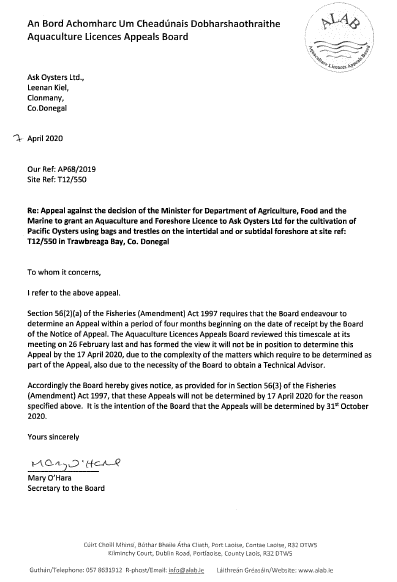 An Bord Achomharc Um Cheadúnais Dobharshaothraithe
Aquaculture Licences Appeals Board
ALAB
Aquaculture Licences Appeals Board
Ask Oysters Ltd.,
Leenan Kiel,
Clonmany,
Co.Donegal
7 April 2020
Our Ref: AP68/2019
Site Ref: T12/550
Re: Appeal against the decision of the Minister for Department of Agriculture, Food and the
Marine to grant an Aquaculture and Foreshore Licence to Ask Oysters Ltd for the cultivation of
Pacific Oysters using bags and trestles on the intertidal and or subtidal foreshore at site ref:
T12/550 in Trawbreaga Bay, Co. Donegal
To whom it concerns,
I refer to the above appeal.
Section 56(2)(a) of the Fisheries (Amendment) Act 1997 requires that the Board endeavour to
determine an Appeal within a period of four months beginning on the date of receipt by the Board
of the Notice of Appeal. The Aquaculture Licences Appeals Board reviewed this timescale at its
meeting on 26 February last and has formed the view it will not be in position to determine this
Appeal by the 17 April 2020, due to the complexity of the matters which require to be determined as
part of the Appeal, also due to the necessity of the Board to obtain a Technical Advisor.
Accordingly the Board hereby gives notice, as provided for in Section 56(3) of the Fisheries
(Amendment) Act 1997, that these Appeals will not be determined by 17 April 2020 for the reason
specified above. It is the intention of the Board that the Appeals will be determined by 31st October
2020.
Yours sincerely
Mary O'Hara
Mary O'Hara
Secretary to the Board
Cúirt Choill Mhinsí, Bóthar Bhaile Átha Cliath, Port Laoise, Contae Laoise, R32 DTW5
Kilminchy Court, Dublin Road, Portlaoise, County Laois, R32 DTW5
Guthán/Telephone: 057 8631912 R-phost/Email: info@alab.ie Láithreán Gréasáin/Website: www.alab.ie